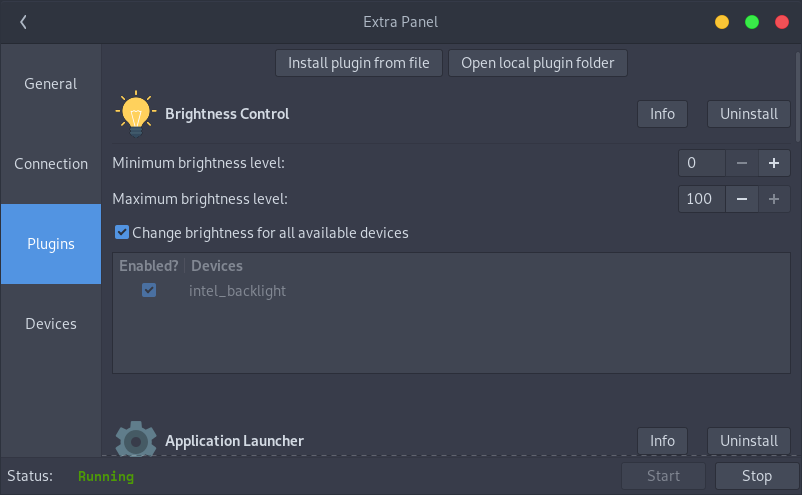 Extra Panel
General
Connection
Plugins
Devices
Install plugin from file Open local plugin folder
Brightness Control Info Uninstall
Minimum brightness level: 0 − +
Maximum brightness level: 100 − +
Change brightness for all available devices
Enabled? Devices
intel_backlight
Application Launcher Info Uninstall
Status: Running Start Stop